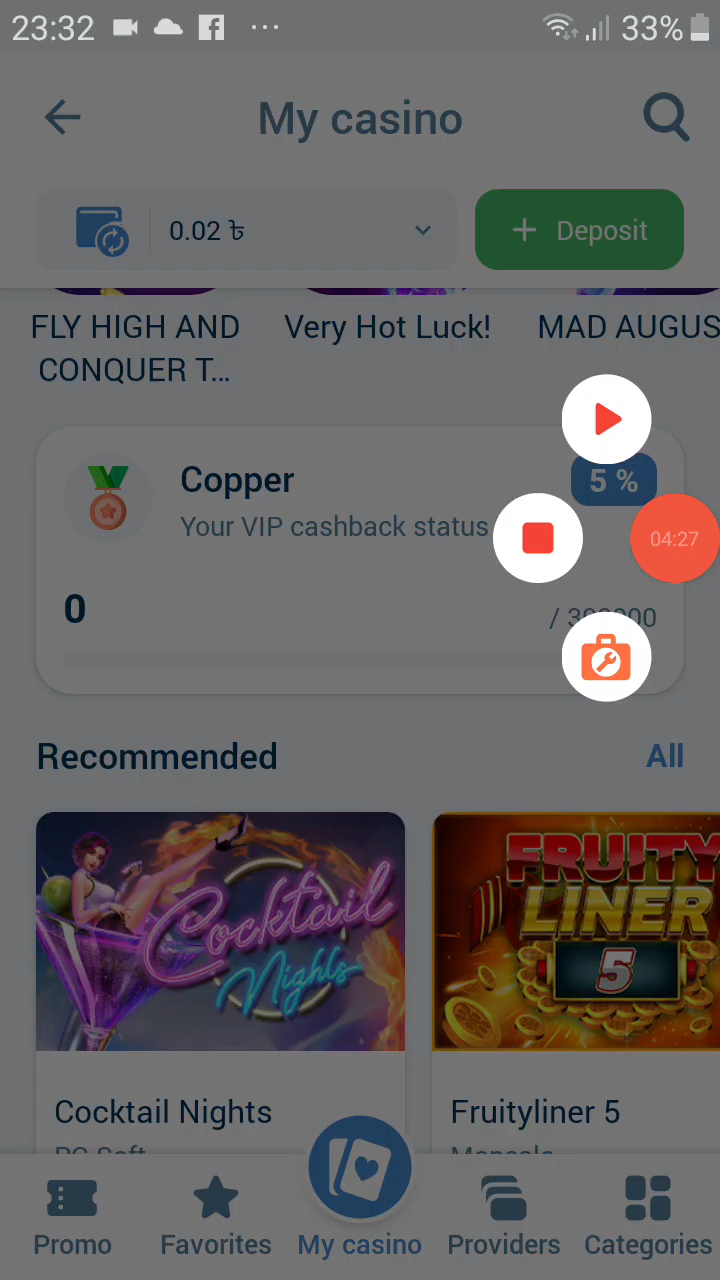 23:32
33%
My casino
0.02 ৳
+ Deposit
FLY HIGH AND
CONQUER T...
Very Hot Luck!
MAD AUGUS
Copper
5 %
Your VIP cashback status
04:27
0
/ 300000
Recommended
All
Cocktail
Nights
FRUITY
LINER
5
Cocktail Nights
Fruityliner 5
Promo
Favorites
My casino
Providers
Categories